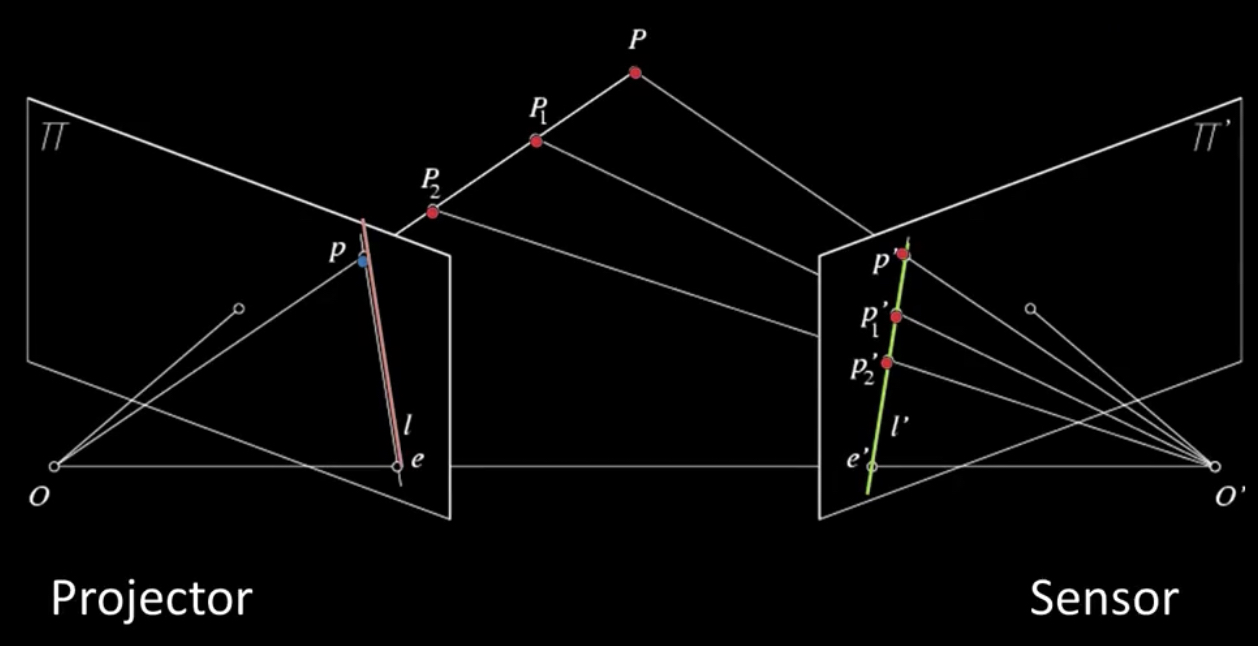 P
P₁
P₂
Π
Π'
p
p'
p₁'
p₂'
l
l'
e
e'
O
O'
Projector
Sensor